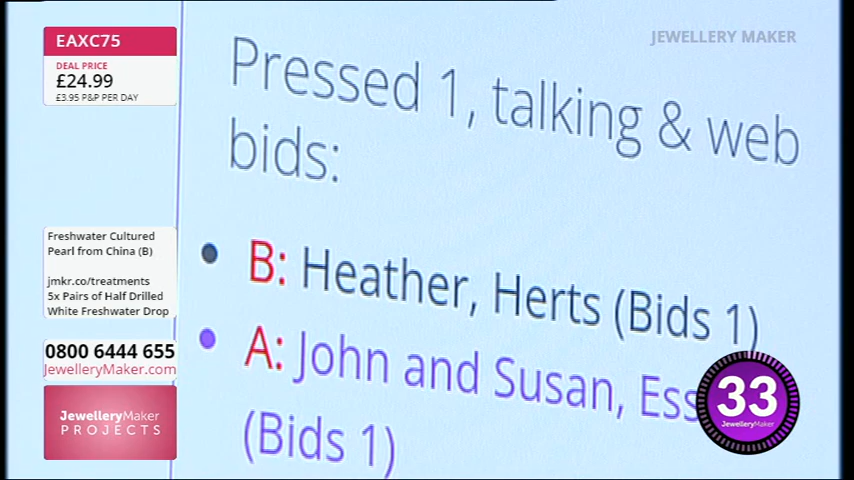 EAXC75
DEAL PRICE
£24.99
£3.95 P&P PER DAY
JEWELLERY MAKER
Pressed 1, talking & web
bids:
B: Heather, Herts (Bids 1)
A: John and Susan, Ess
(Bids 1)
Freshwater Cultured
Pearl from China (B)
jmkr.co/treatments
5x Pairs of Half Drilled
White Freshwater Drop
0800 6444 655
JewelleryMaker.com
JewelleryMaker
PROJECTS
33
JewelleryMaker